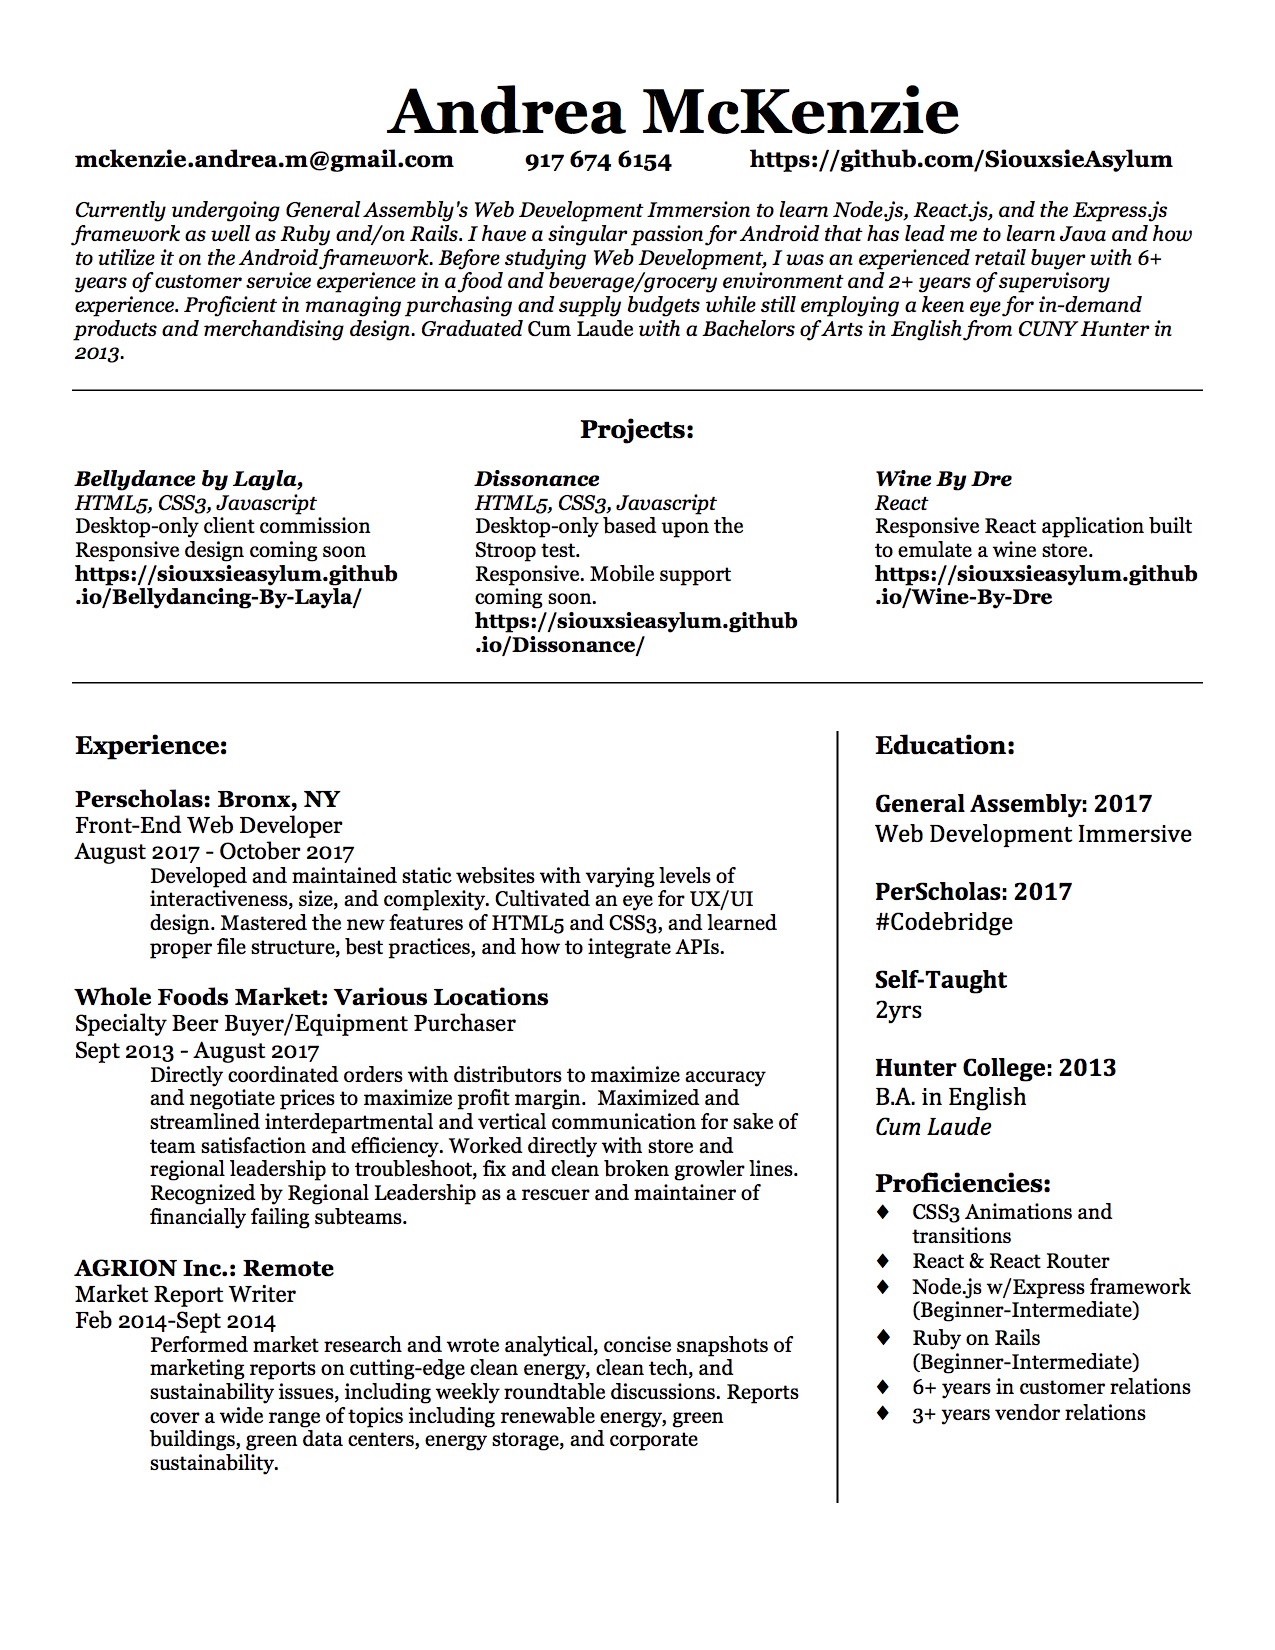 Andrea McKenzie
mckenzie.andrea.m@gmail.com 917 674 6154 https://github.com/SiouxsieAsylum
Currently undergoing General Assembly's Web Development Immersion to learn Node.js, React.js, and the Express.js
framework as well as Ruby and/on Rails. I have a singular passion for Android that has lead me to learn Java and how
to utilize it on the Android framework. Before studying Web Development, I was an experienced retail buyer with 6+
years of customer service experience in a food and beverage/grocery environment and 2+ years of supervisory
experience. Proficient in managing purchasing and supply budgets while still employing a keen eye for in-demand
products and merchandising design. Graduated Cum Laude with a Bachelors of Arts in English from CUNY Hunter in
2013.
Projects:
Bellydance by Layla,
HTML5, CSS3, Javascript
Desktop-only client commission
Responsive design coming soon
https://siouxsieasylum.github
.io/Bellydancing-By-Layla/
Dissonance
HTML5, CSS3, Javascript
Desktop-only based upon the
Stroop test.
Responsive. Mobile support
coming soon.
https://siouxsieasylum.github
.io/Dissonance/
Wine By Dre
React
Responsive React application built
to emulate a wine store.
https://siouxsieasylum.github
.io/Wine-By-Dre
Experience:
Perscholas: Bronx, NY
Front-End Web Developer
August 2017 - October 2017
Developed and maintained static websites with varying levels of
interactiveness, size, and complexity. Cultivated an eye for UX/UI
design. Mastered the new features of HTML5 and CSS3, and learned
proper file structure, best practices, and how to integrate APIs.
Whole Foods Market: Various Locations
Specialty Beer Buyer/Equipment Purchaser
Sept 2013 - August 2017
Directly coordinated orders with distributors to maximize accuracy
and negotiate prices to maximize profit margin.  Maximized and
streamlined interdepartmental and vertical communication for sake of
team satisfaction and efficiency. Worked directly with store and
regional leadership to troubleshoot, fix and clean broken growler lines.
Recognized by Regional Leadership as a rescuer and maintainer of
financially failing subteams.
AGRION Inc.: Remote
Market Report Writer
Feb 2014-Sept 2014
Performed market research and wrote analytical, concise snapshots of
marketing reports on cutting-edge clean energy, clean tech, and
sustainability issues, including weekly roundtable discussions. Reports
cover a wide range of topics including renewable energy, green
buildings, green data centers, energy storage, and corporate
sustainability.
Education:
General Assembly: 2017
Web Development Immersive
PerScholas: 2017
#Codebridge
Self-Taught
2yrs
Hunter College: 2013
B.A. in English
Cum Laude
Proficiencies:
♦ CSS3 Animations and
transitions
♦ React & React Router
♦ Node.js w/Express framework
(Beginner-Intermediate)
♦ Ruby on Rails
(Beginner-Intermediate)
♦ 6+ years in customer relations
♦ 3+ years vendor relations